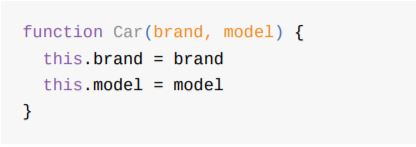 function Car(brand, model) {
  this.brand = brand
  this.model = model
}